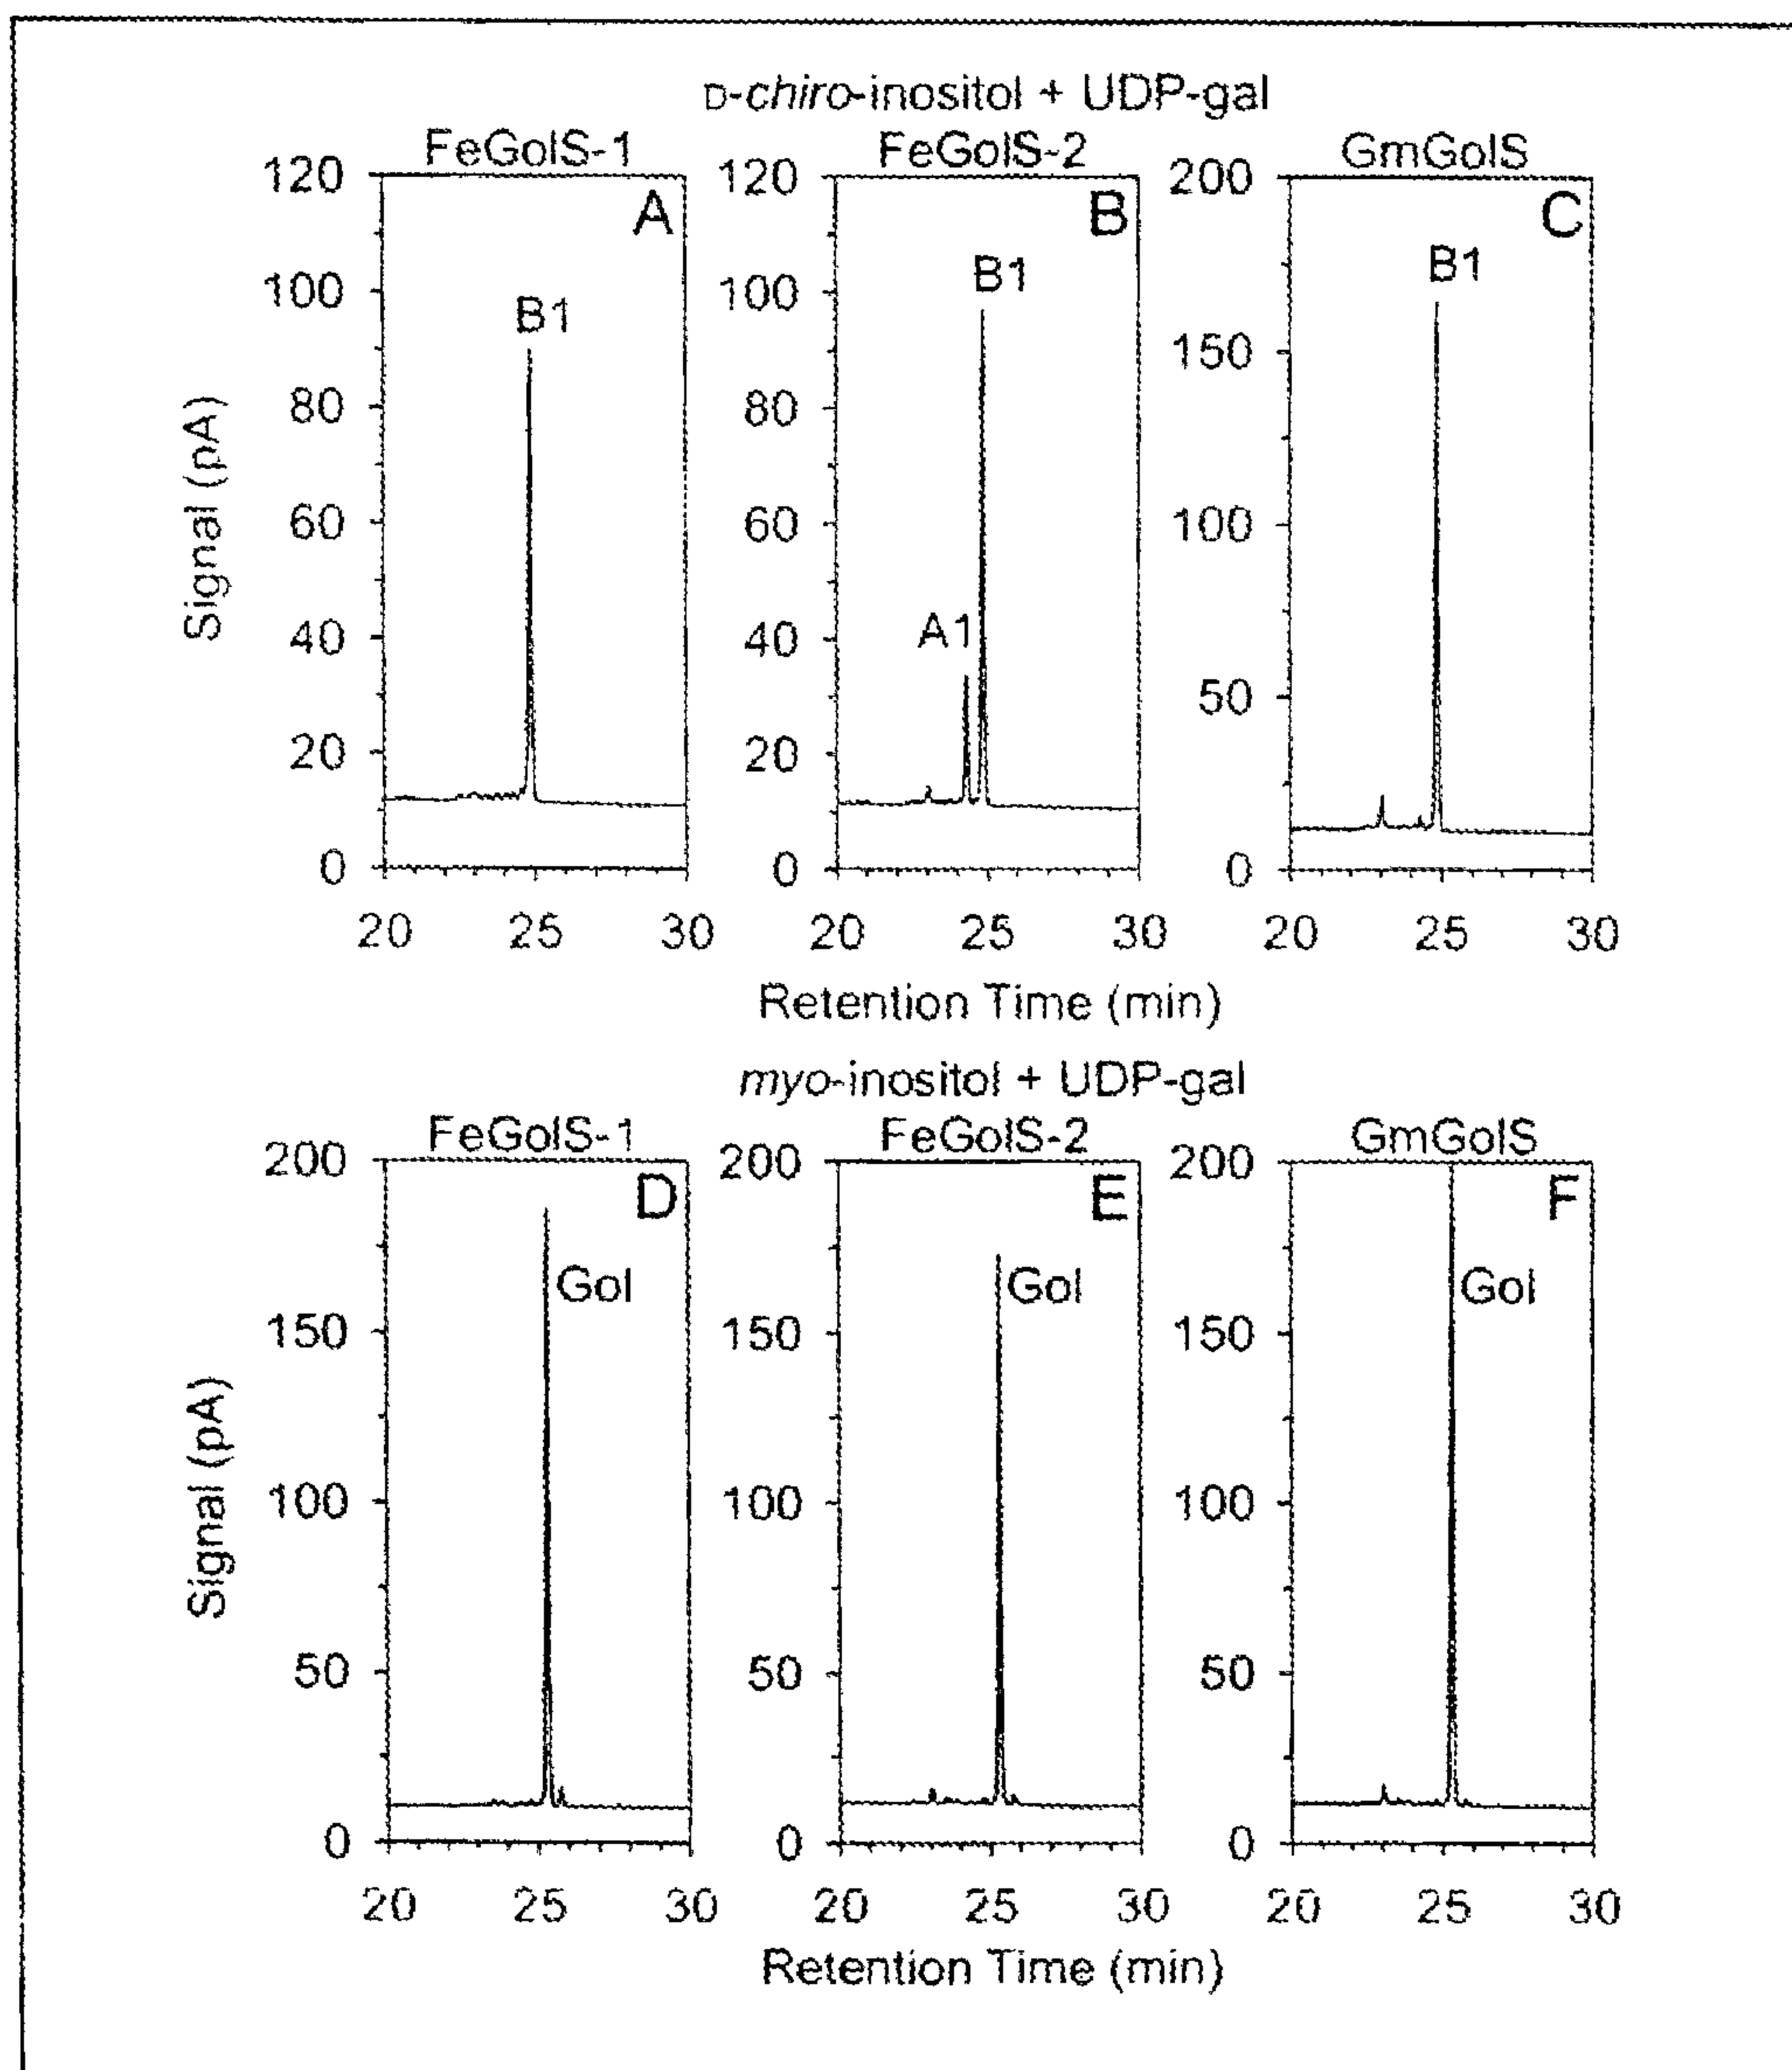 D-chiro-inositol + UDP-gal
FeGolS-1 FeGolS-2 GmGolS
A B C
120 100 80 60 40 20 0
120 100 80 60 40 20 0
200 150 100 50 0
B1
A1 B1
B1
Signal (pA)
20 25 30 20 25 30 20 25 30
Retention Time (min)
myo-inositol + UDP-gal
FeGolS-1 FeGolS-2 GmGolS
D E F
200 150 100 50 0
200 150 100 50 0
200 150 100 50 0
Gol Gol Gol
Signal (pA)
20 25 30 20 25 30 20 25 30
Retention Time (min)